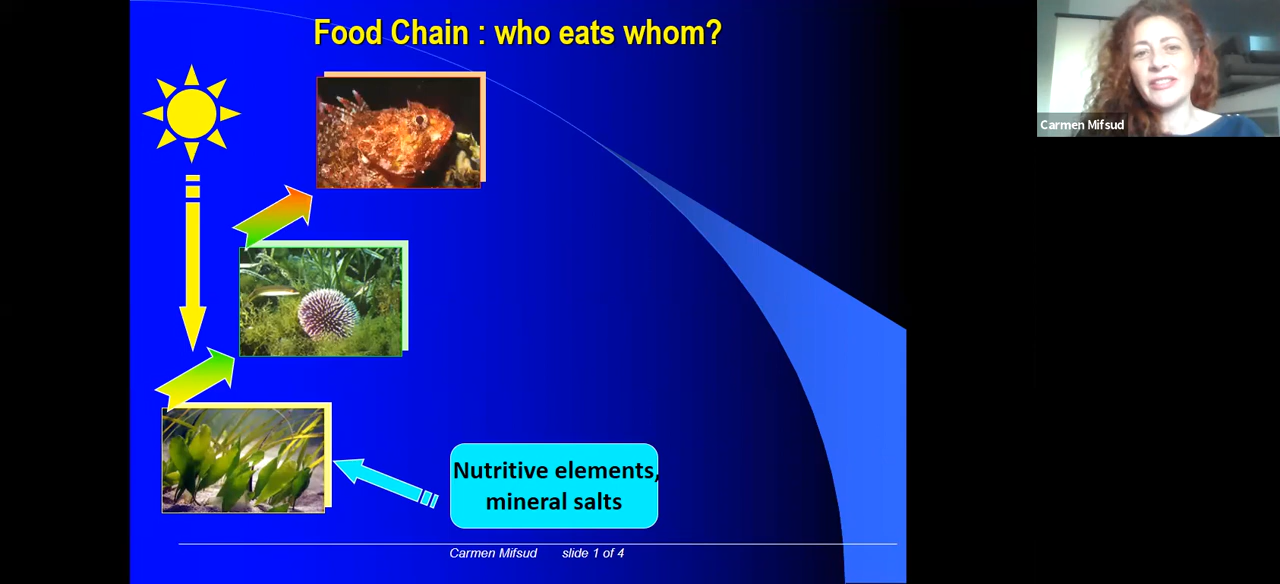 Food Chain : who eats whom?
Carmen Mifsud
Nutritive elements,
mineral salts
Carmen Mifsud slide 1 of 4